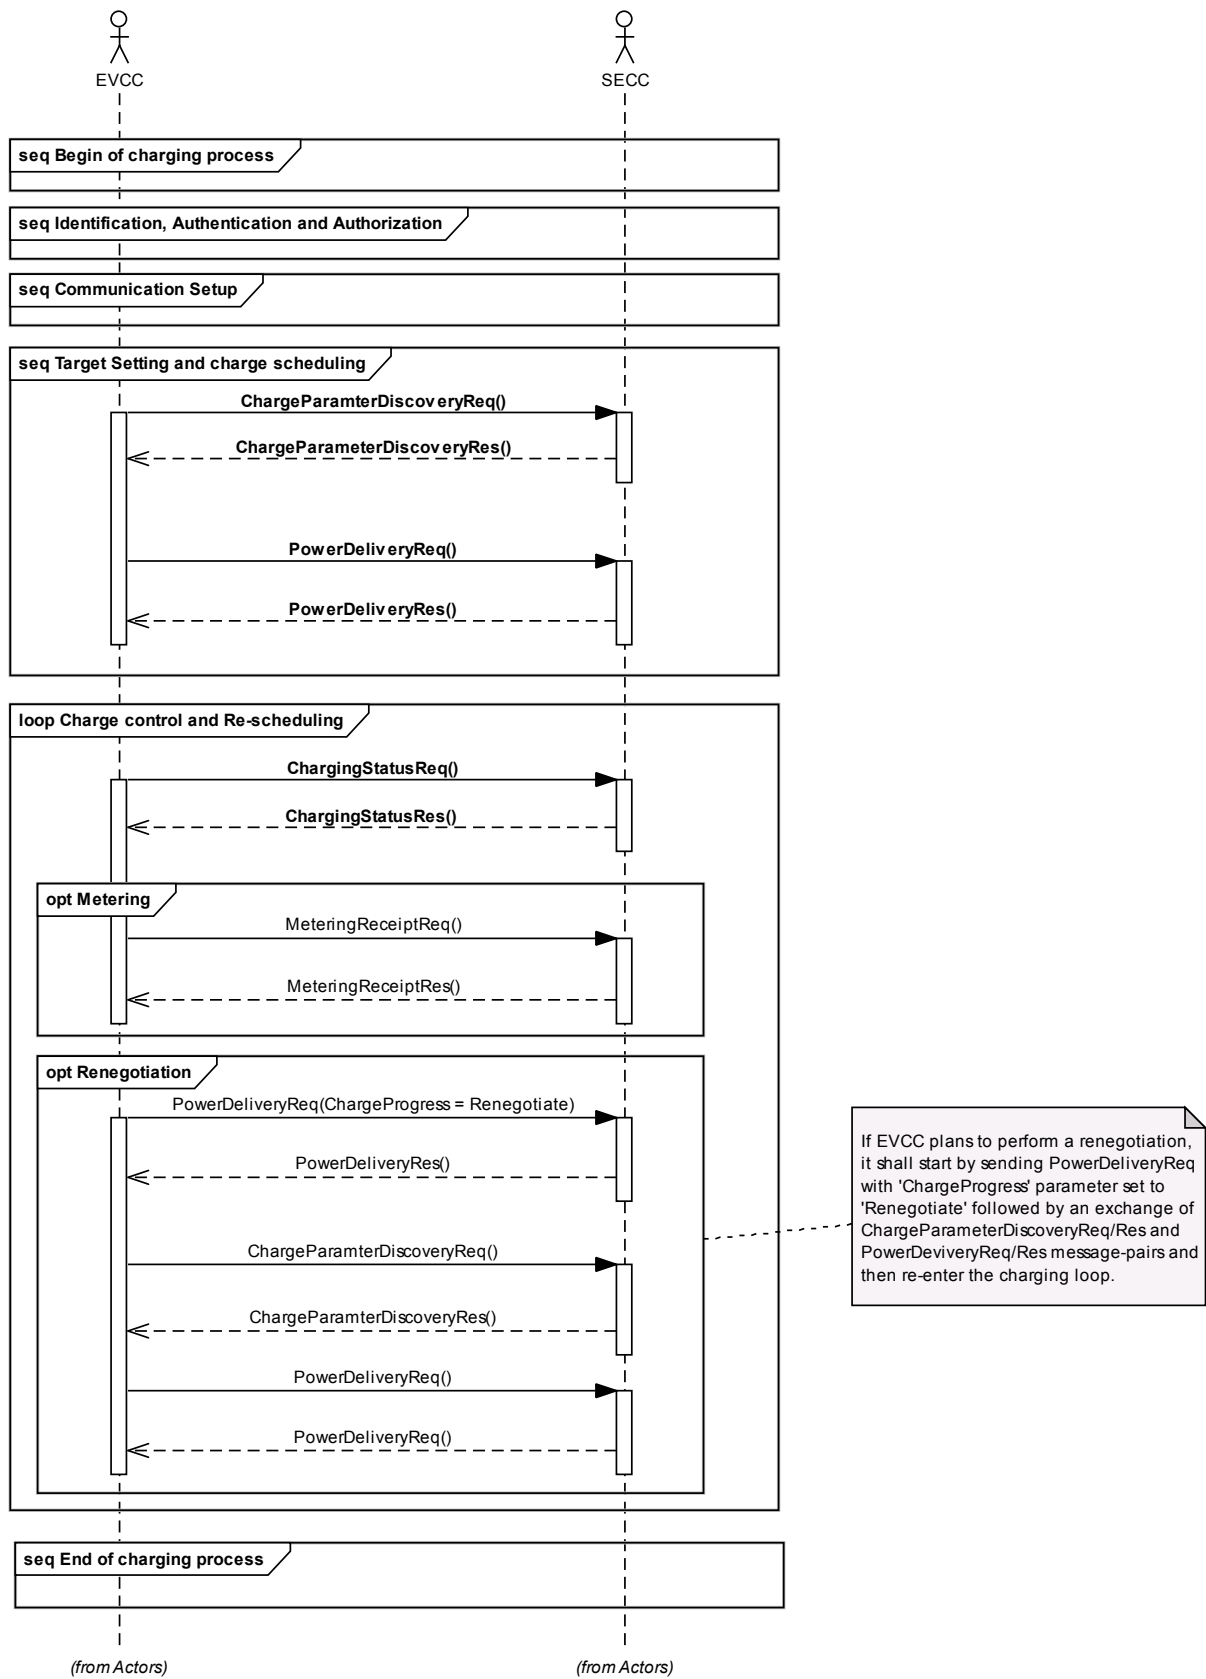 EVCC
SECC
seq Begin of charging process
seq Identification, Authentication and Authorization
seq Communication Setup
seq Target Setting and charge scheduling
ChargeParamterDiscoveryReq()
ChargeParameterDiscoveryRes()
PowerDeliveryReq()
PowerDeliveryRes()
loop Charge control and Re-scheduling
ChargingStatusReq()
ChargingStatusRes()
opt Metering
MeteringReceiptReq()
MeteringReceiptRes()
opt Renegotiation
PowerDeliveryReq(ChargeProgress = Renegotiate)
PowerDeliveryRes()
ChargeParamterDiscoveryReq()
ChargeParamterDiscoveryRes()
PowerDeliveryReq()
PowerDeliveryReq()
If EVCC plans to perform a renegotiation,
it shall start by sending PowerDeliveryReq
with 'ChargeProgress' parameter set to
'Renegotiate' followed by an exchange of
ChargeParameterDiscoveryReq/Res and
PowerDeviveryReq/Res message-pairs and
then re-enter the charging loop.
seq End of charging process
(from Actors)
(from Actors)